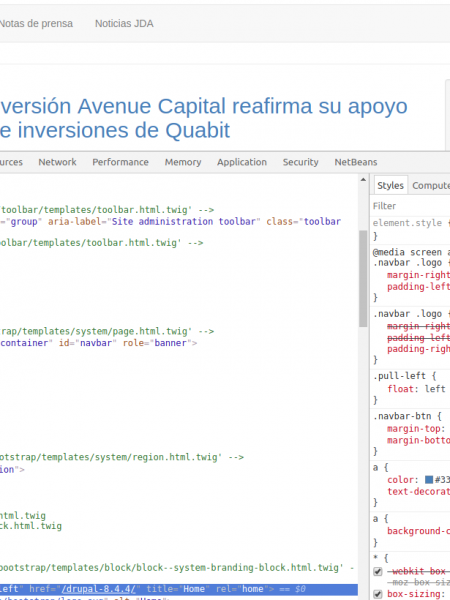 Notas de prensa Noticias JDA
versión Avenue Capital reafirma su apoyo
e inversiones de Quabit
urces Network Performance Memory Application Security NetBeans
Styles Compute
Filter
/toolbar/templates/toolbar.html.twig' -->
="group" aria-label="Site administration toolbar" class="toolbar
olbar/templates/toolbar.html.twig' -->
rap/templates/system/page.html.twig' -->
container" id="navbar" role="banner">
ootstrap/templates/system/region.html.twig' -->
ion">
html.twig
ck.html.twig
bootstrap/templates/block/block--system-branding-block.html.twig' -
left" href="/drupal-8.4.4/" title="Home" rel="home"> == $0
element.style {
}
@media screen a
.navbar .logo {
margin-right
padding-left
}
.navbar .logo {
margin-right
padding-left
padding-righ
}
.pull-left {
float: left
}
.navbar-btn {
margin-top:
margin-botto
}
a {
color: #33
text-decorat
}
a {
background-c
}
* {
-webkit-box
-moz-box-siz
box-sizing: